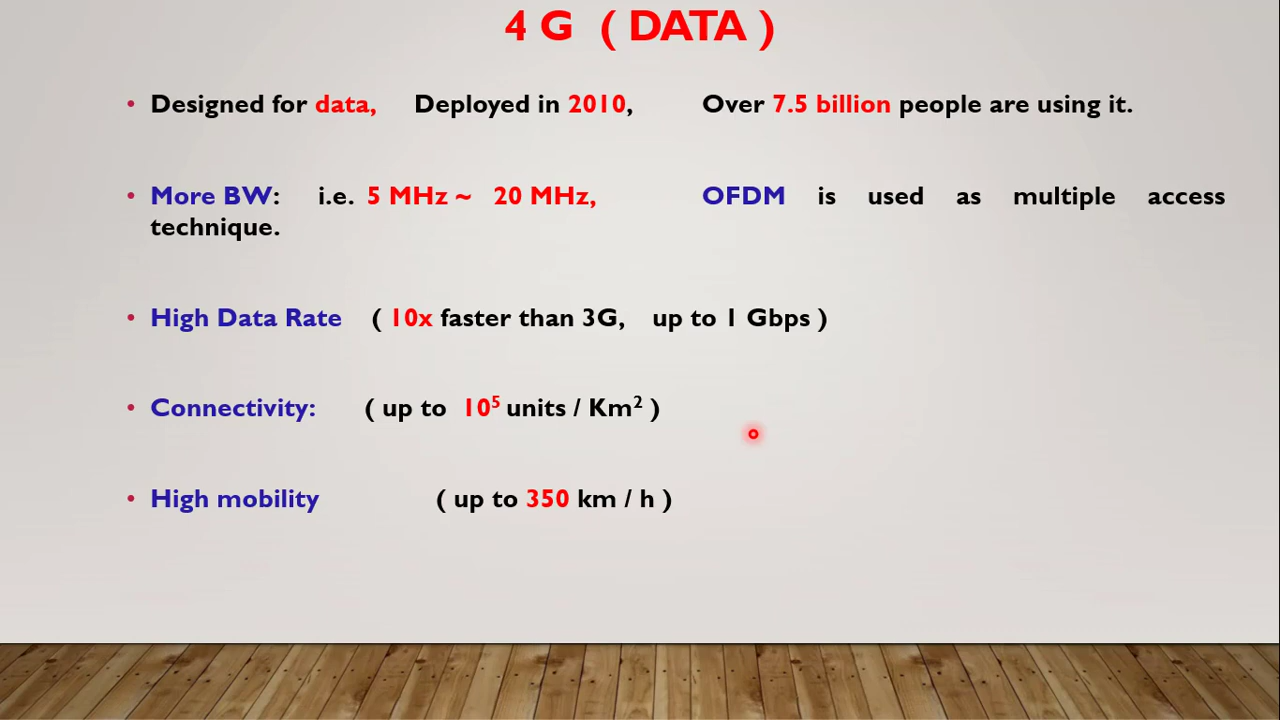 4 G ( DATA )
• Designed for data, Deployed in 2010, Over 7.5 billion people are using it.
• More BW: i.e. 5 MHz ~ 20 MHz, OFDM is used as multiple access
technique.
• High Data Rate ( 10x faster than 3G, up to 1 Gbps )
• Connectivity: ( up to 10⁵ units / Km² )
• High mobility ( up to 350 km / h )